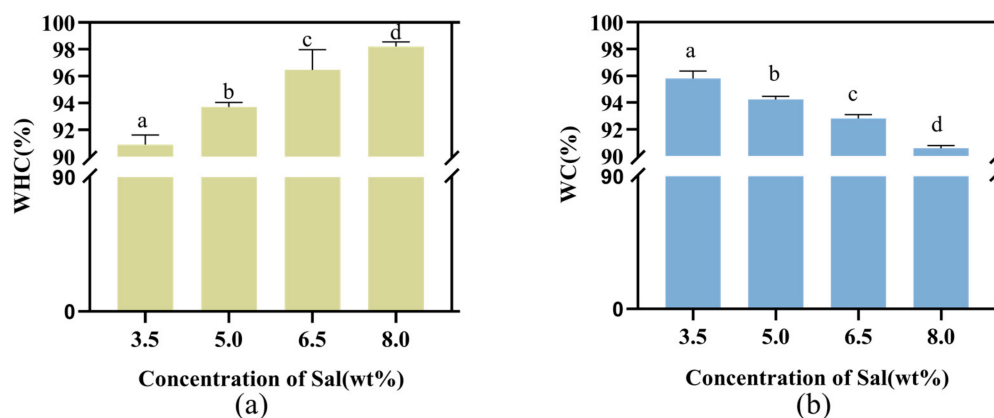 WHC(%)
100
98
96
94
92
90
90
0
a
b
c
d
3.5 5.0 6.5 8.0
Concentration of Sal(wt%)
(a)
WC(%)
100
98
96
94
92
90
90
0
a
b
c
d
3.5 5.0 6.5 8.0
Concentration of Sal(wt%)
(b)